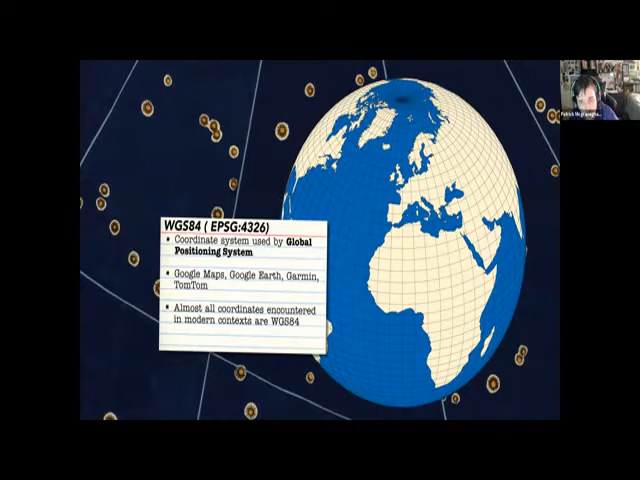 WGS84 ( EPSG:4326)
• Coordinate system used by Global
Positioning System
• Google Maps, Google Earth, Garmin,
TomTom
• Almost all coordinates encountered
in modern contexts are WGS84
Patrick